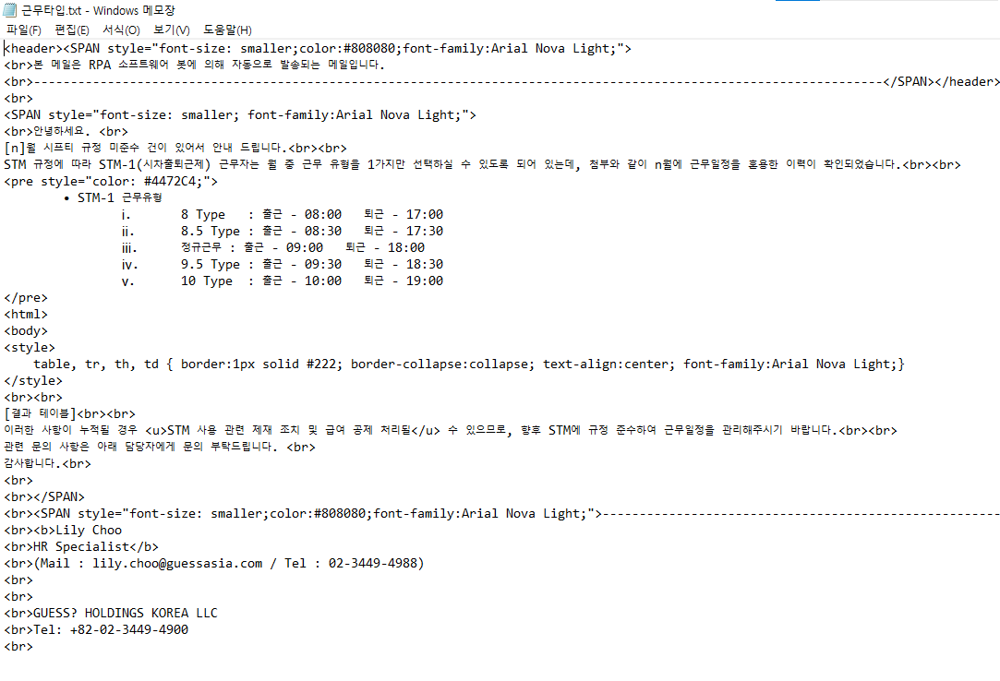 근무타입.txt - Windows 메모장
파일(F) 편집(E) 서식(O) 보기(V) 도움말(H)
<header><SPAN style="font-size: smaller;color:#808080;font-family:Arial Nova Light;">
<br>본 메일은 RPA 소프트웨어 봇에 의해 자동으로 발송되는 메일입니다.
<br>-------------------------------------------------------------------------------------------------------------------</SPAN></header>
<br>
<SPAN style="font-size: smaller; font-family:Arial Nova Light;">
<br>안녕하세요. <br>
[n]월 시프티 규정 미준수 건이 있어서 안내 드립니다.<br><br>
STM 규정에 따라 STM-1(시차출퇴근제) 근무자는 월 중 근무 유형을 1가지만 선택하실 수 있도록 되어 있는데, 첨부와 같이 n월에 근무일정을 혼용한 이력이 확인되었습니다.<br><br>
<pre style="color: #4472C4;">
• STM-1 근무유형
i. 8 Type : 출근 - 08:00 퇴근 - 17:00
ii. 8.5 Type : 출근 - 08:30 퇴근 - 17:30
iii. 정규근무 : 출근 - 09:00 퇴근 - 18:00
iv. 9.5 Type : 출근 - 09:30 퇴근 - 18:30
v. 10 Type : 출근 - 10:00 퇴근 - 19:00
</pre>
<html>
<body>
<style>
table, tr, th, td { border:1px solid #222; border-collapse:collapse; text-align:center; font-family:Arial Nova Light;}
</style>
<br><br>
[결과 테이블]<br><br>
이러한 사항이 누적될 경우 <u>STM 사용 관련 제재 조치 및 급여 공제 처리될</u> 수 있으므로, 향후 STM에 규정 준수하여 근무일정을 관리해주시기 바랍니다.<br><br>
관련 문의 사항은 아래 담당자에게 문의 부탁드립니다. <br>
감사합니다.<br>
<br>
<br></SPAN>
<br><SPAN style="font-size: smaller;color:#808080;font-family:Arial Nova Light;">------------------------------------------------------
<br><b>Lily Choo
<br>HR Specialist</b>
<br>(Mail : lily.choo@guessasia.com / Tel : 02-3449-4988)
<br>
<br>
<br>GUESS? HOLDINGS KOREA LLC
<br>Tel: +82-02-3449-4900
<br>